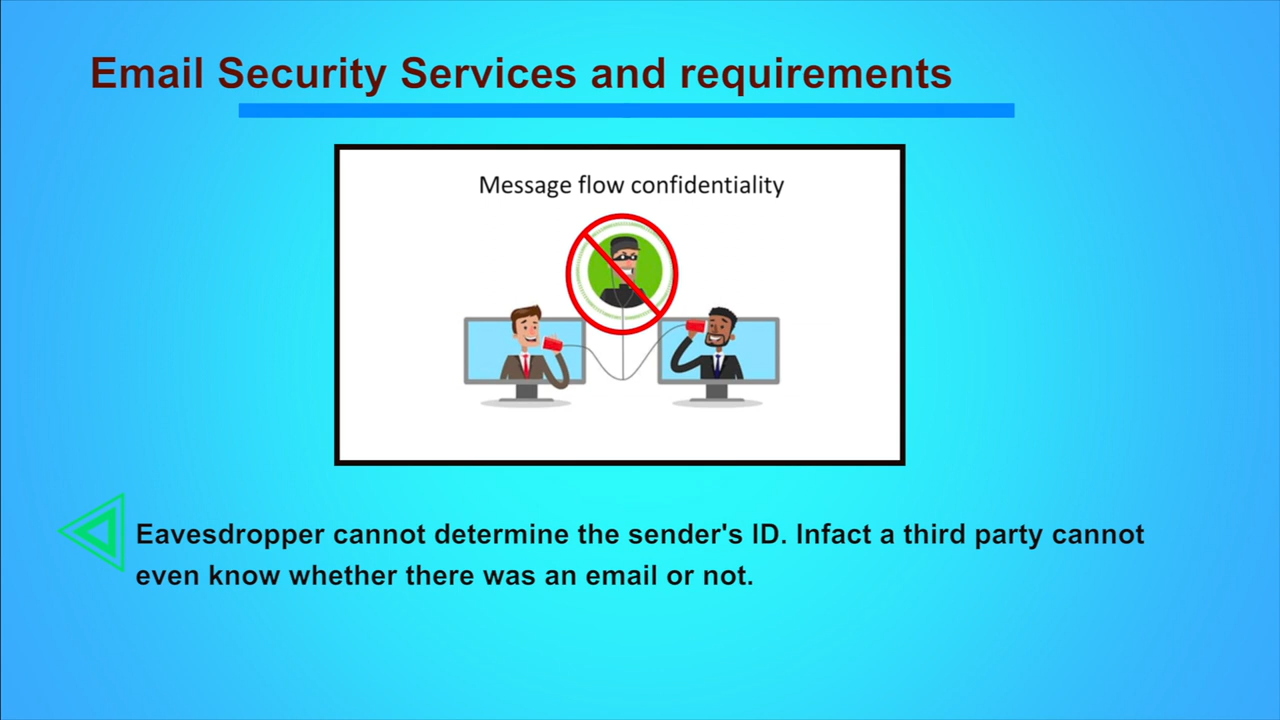 Email Security Services and requirements
Message flow confidentiality
Eavesdropper cannot determine the sender's ID. Infact a third party cannot
even know whether there was an email or not.